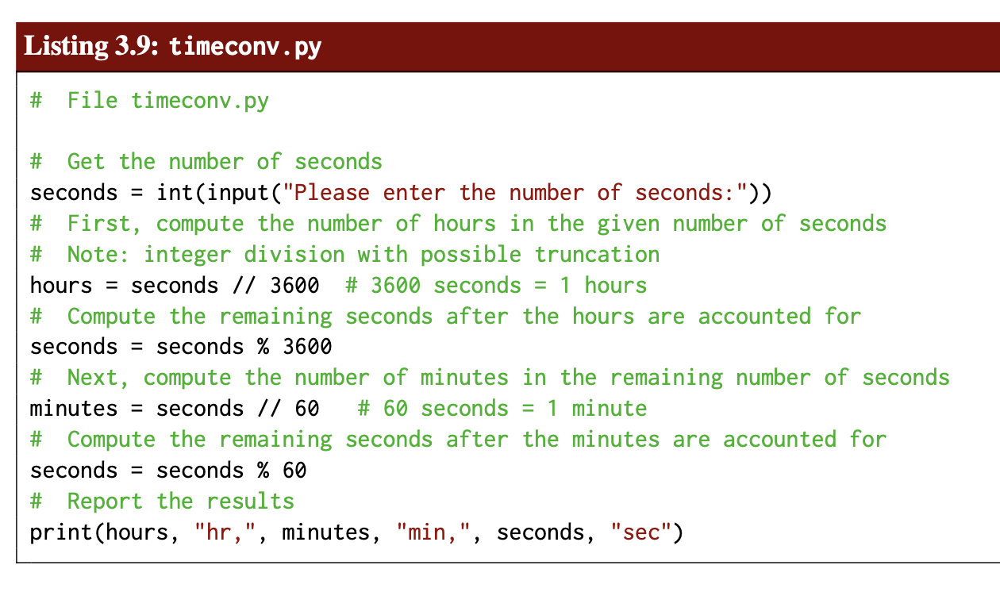 Listing 3.9: timeconv.py
#  File timeconv.py
#  Get the number of seconds
seconds = int(input("Please enter the number of seconds:"))
#  First, compute the number of hours in the given number of seconds
#  Note: integer division with possible truncation
hours = seconds // 3600  # 3600 seconds = 1 hours
#  Compute the remaining seconds after the hours are accounted for
seconds = seconds % 3600
#  Next, compute the number of minutes in the remaining number of seconds
minutes = seconds // 60   # 60 seconds = 1 minute
#  Compute the remaining seconds after the minutes are accounted for
seconds = seconds % 60
#  Report the results
print(hours, "hr,", minutes, "min,", seconds, "sec")